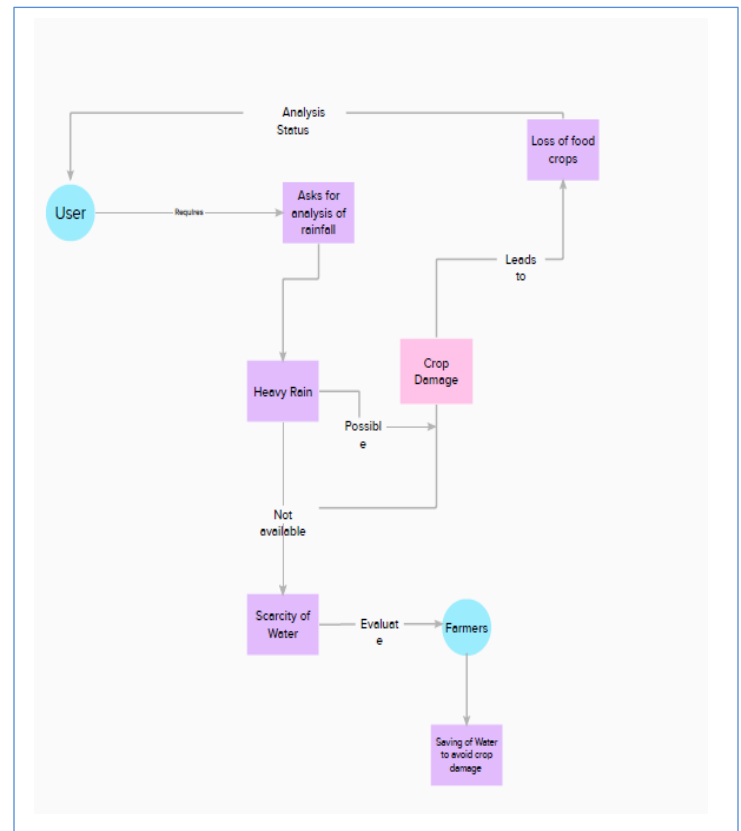 Analysis
Status
Loss of food
crops
User
Requires
Asks for
analysis of
rainfall
Leads
to
Crop
Damage
Heavy Rain
Possibl
e
Not
available
Scarcity of
Water
Evaluat
e
Farmers
Saving of Water
to avoid crop
damage